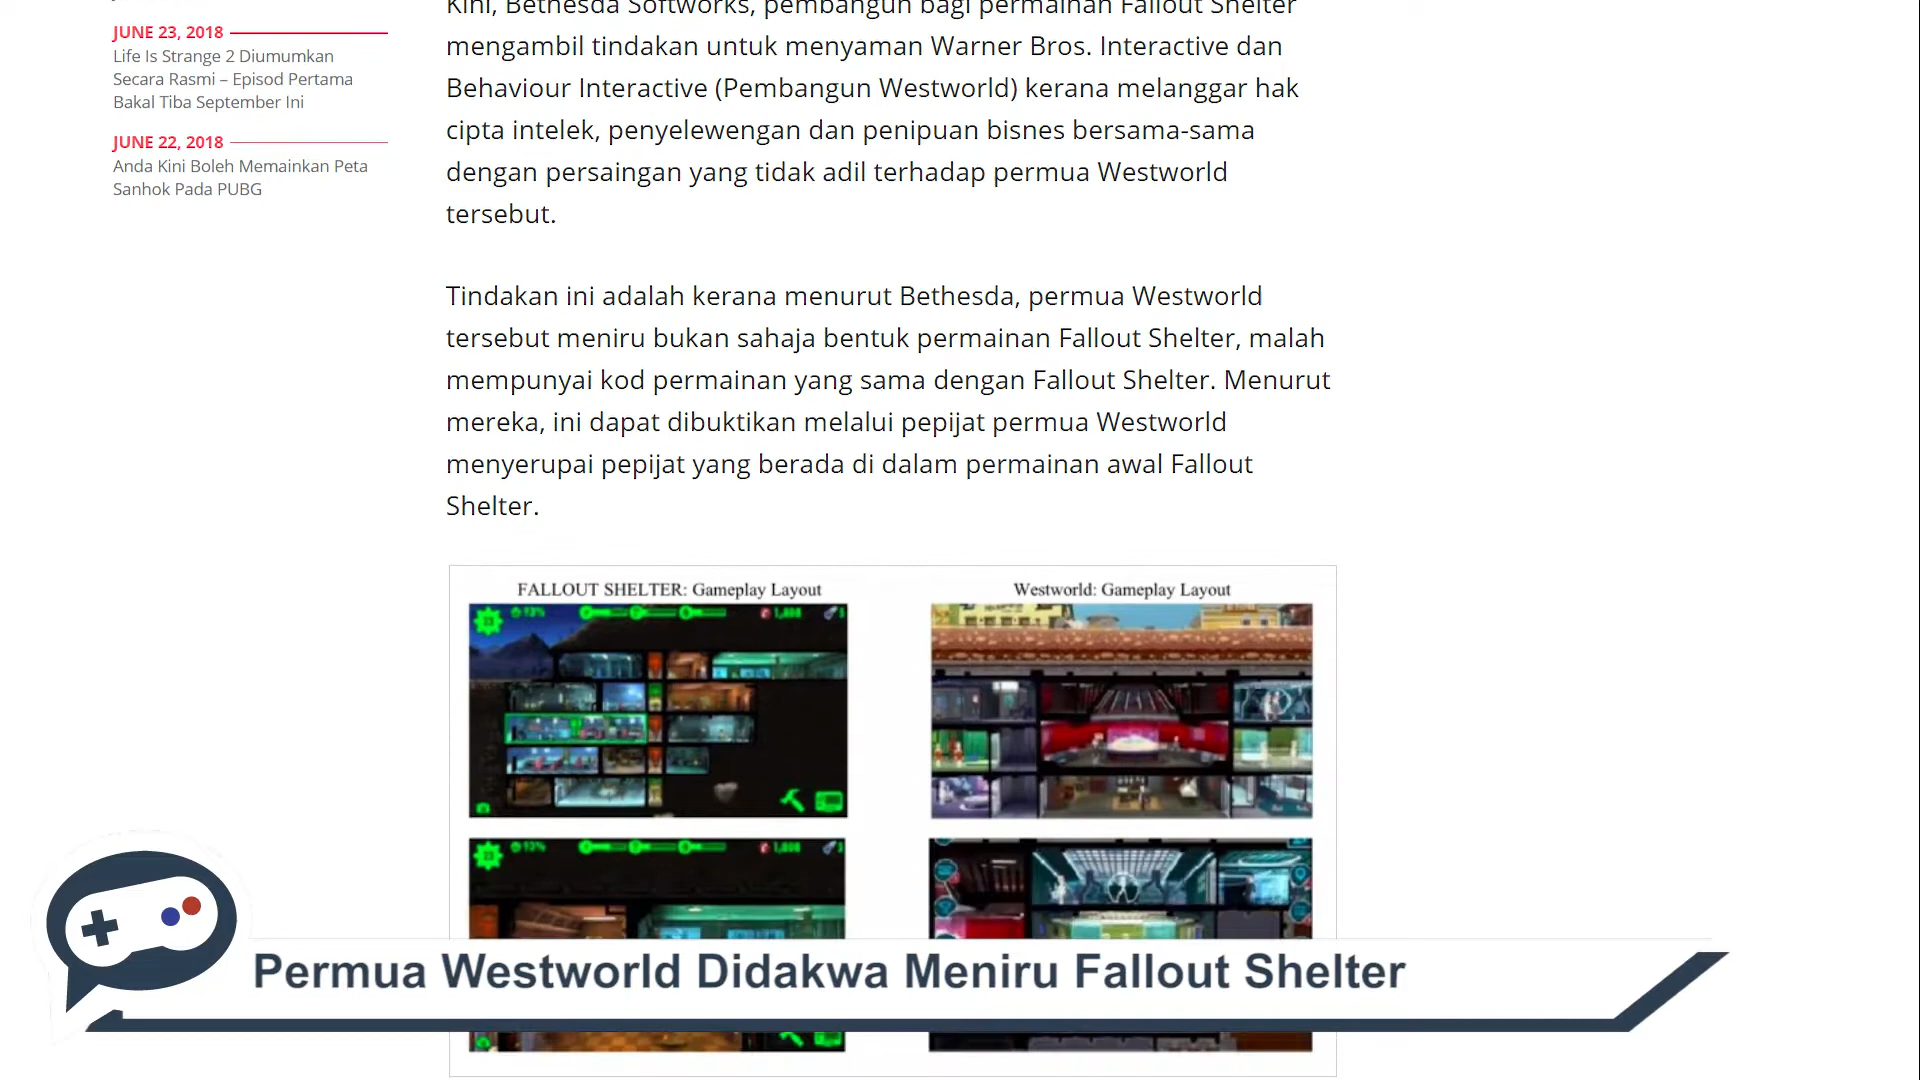 Kini, Bethesda Softworks, pembangun bagi permainan Fallout Shelter
mengambil tindakan untuk menyaman Warner Bros. Interactive dan
Behaviour Interactive (Pembangun Westworld) kerana melanggar hak
cipta intelek, penyelewengan dan penipuan bisnes bersama-sama
dengan persaingan yang tidak adil terhadap permua Westworld
tersebut.
JUNE 23, 2018
Life Is Strange 2 Diumumkan
Secara Rasmi – Episod Pertama
Bakal Tiba September Ini
JUNE 22, 2018
Anda Kini Boleh Memainkan Peta
Sanhok Pada PUBG
Tindakan ini adalah kerana menurut Bethesda, permua Westworld
tersebut meniru bukan sahaja bentuk permainan Fallout Shelter, malah
mempunyai kod permainan yang sama dengan Fallout Shelter. Menurut
mereka, ini dapat dibuktikan melalui pepijat permua Westworld
menyerupai pepijat yang berada di dalam permainan awal Fallout
Shelter.
FALLOUT SHELTER: Gameplay Layout
Westworld: Gameplay Layout
Permua Westworld Didakwa Meniru Fallout Shelter